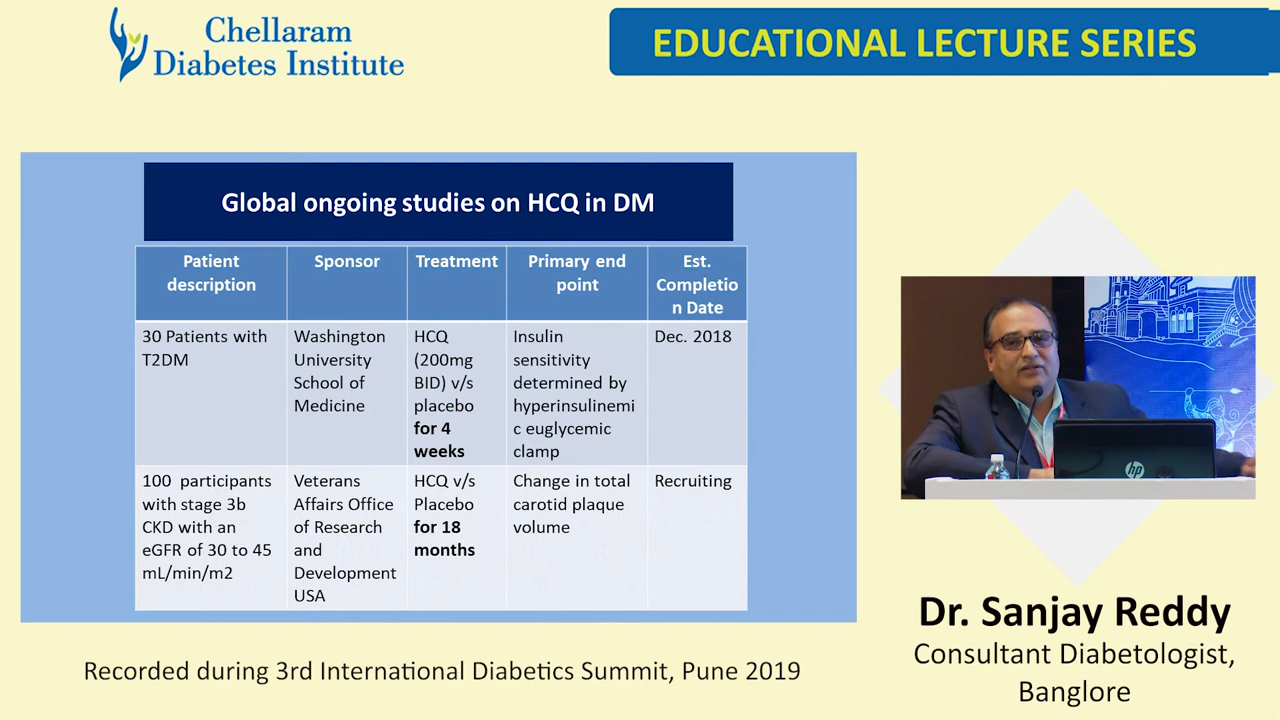 Chellaram
Diabetes Institute
EDUCATIONAL LECTURE SERIES
Global ongoing studies on HCQ in DM
Patient
description
Sponsor
Treatment
Primary end
point
Est.
Completio
n Date
30 Patients with
T2DM
Washington
University
School of
Medicine
HCQ
(200mg
BID) v/s
placebo
for 4
weeks
Insulin
sensitivity
determined by
hyperinsulinemi
c euglycemic
clamp
Dec. 2018
100 participants
with stage 3b
CKD with an
eGFR of 30 to 45
mL/min/m2
Veterans
Affairs Office
of Research
and
Development
USA
HCQ v/s
Placebo
for 18
months
Change in total
carotid plaque
volume
Recruiting
hp
Dr. Sanjay Reddy
Consultant Diabetologist,
Banglore
Recorded during 3rd International Diabetics Summit, Pune 2019